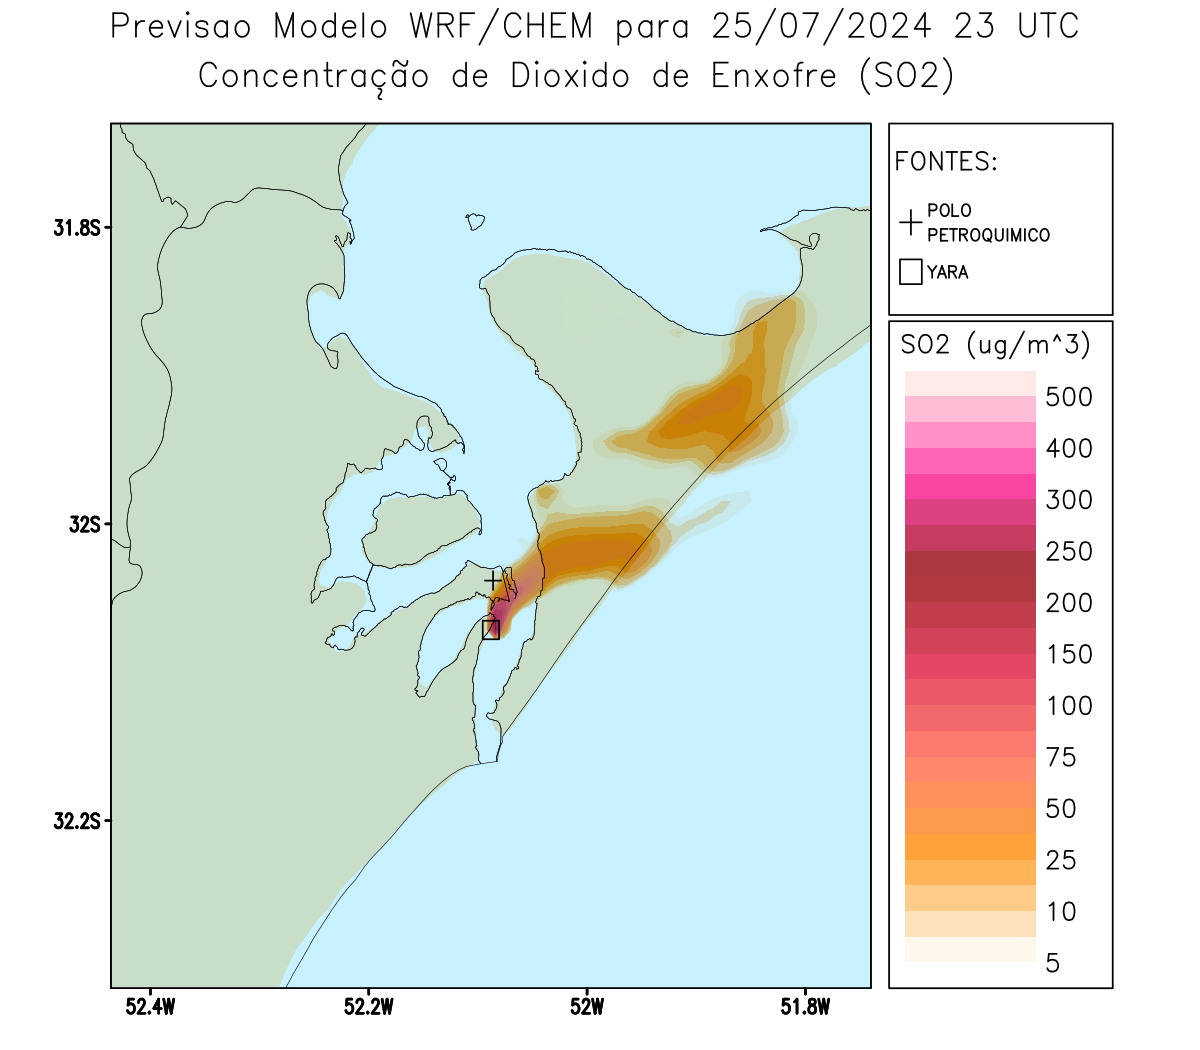 Previsao Modelo WRF/CHEM para 25/07/2024 23 UTC
Concentração de Dioxido de Enxofre (SO2)
FONTES:
POLO
PETROQUIMICO
YARA
31.8S
32S
32.2S
52.4W
52.2W
52W
51.8W
SO2 (ug/m^3)
500
400
300
250
200
150
100
75
50
25
10
5